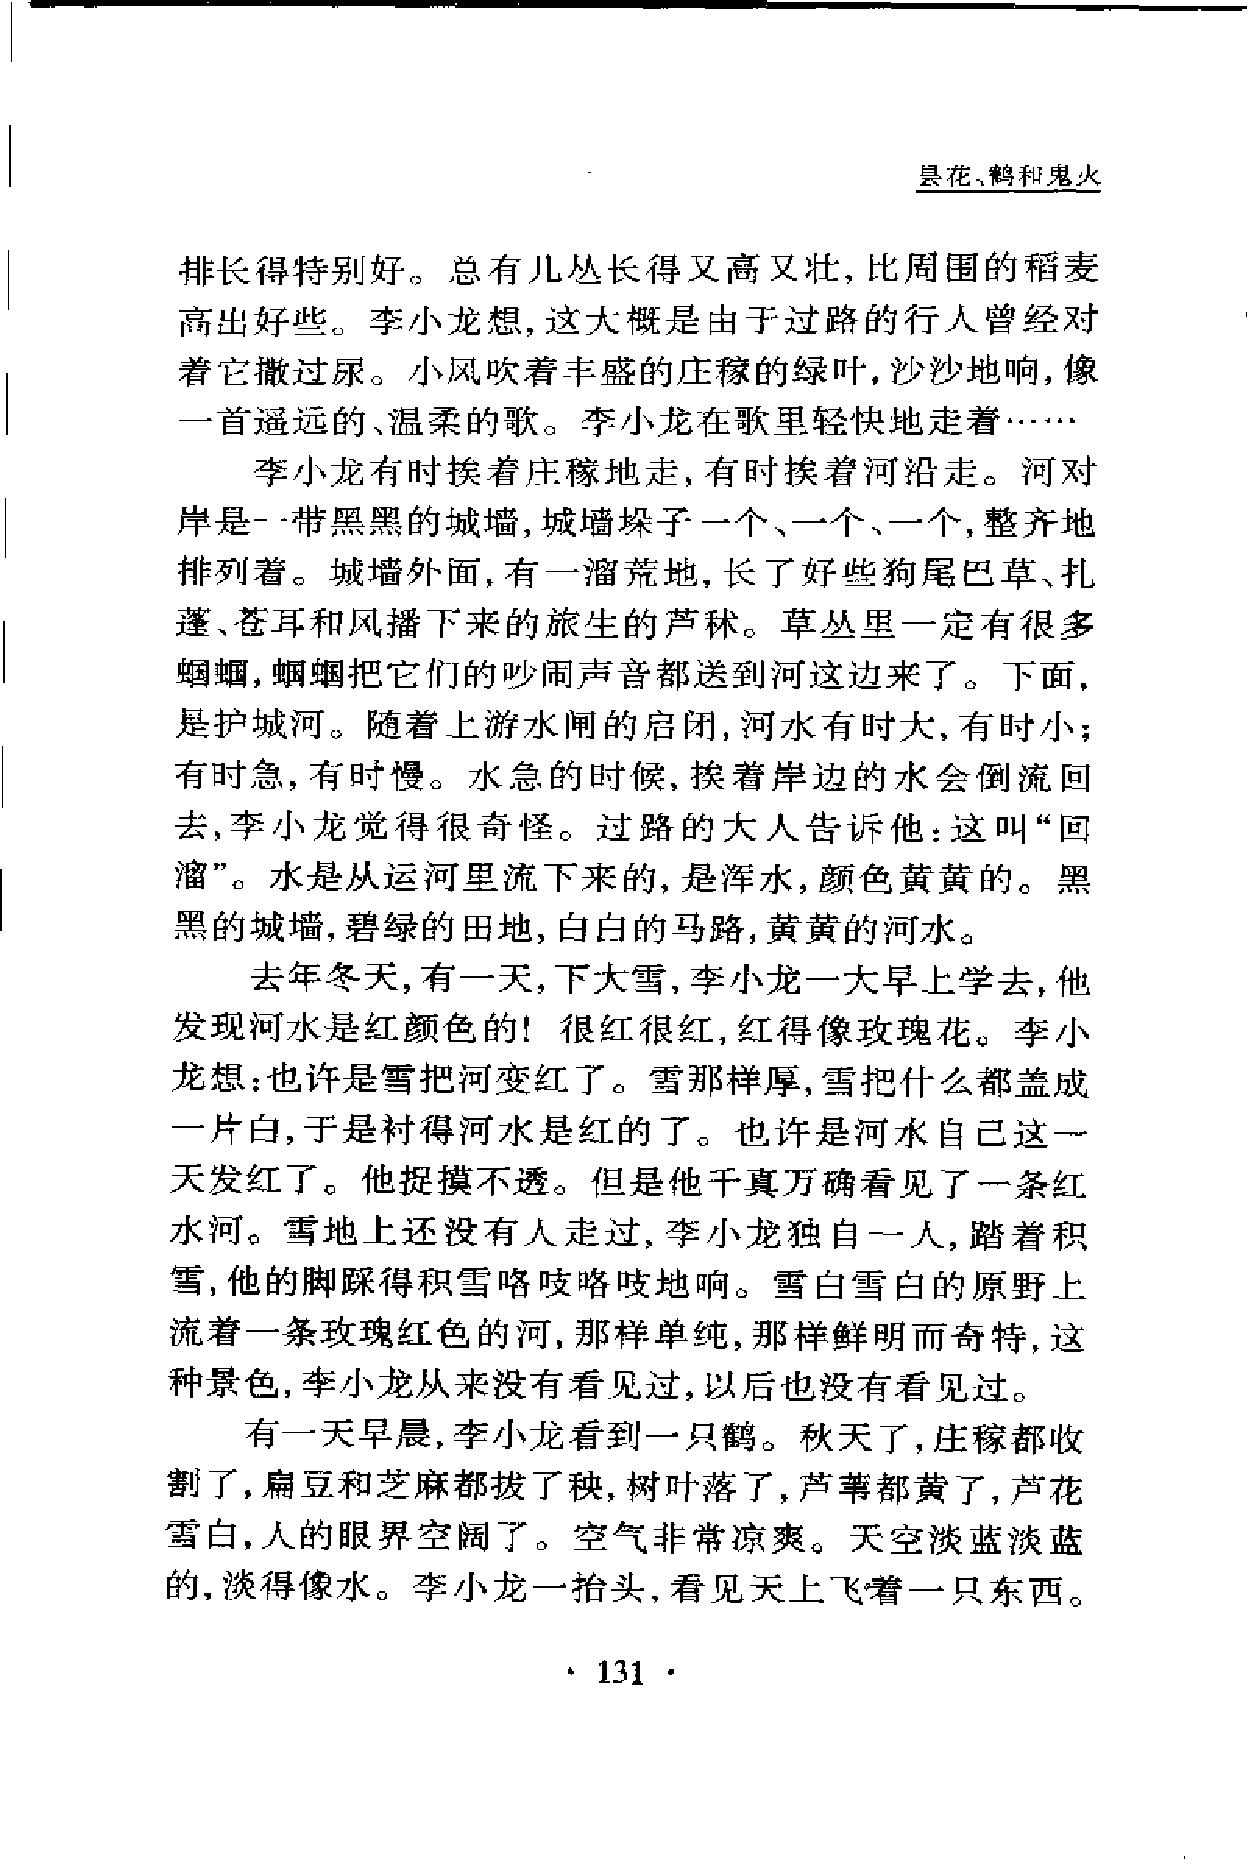 昙花、鹤和鬼火
排长得特别好。总有几丛长得又高又壮,比周围的稻麦
高出好些。李小龙想,这大概是由于过路的行人曾经对
着它撒过尿。小风吹着丰盛的庄稼的绿叶,沙沙地响,像
一首遥远的、温柔的歌。李小龙在歌里轻快地走着……
李小龙有时挨着庄稼地走,有时挨着河沿走。河对
岸是一带黑黑的城墙,城墙垛子一个、一个、一个,整齐地
排列着。城墙外面,有一溜荒地,长了好些狗尾巴草、扎
蓬、苍耳和风播下来的旅生的芦秫。草丛里一定有很多
蝈蝈,蝈蝈把它们的吵闹声音都送到河这边来了。下面,
是护城河。随着上游水闸的启闭,河水有时大,有时小;
有时急,有时慢。水急的时候,挨着岸边的水会倒流回
去,李小龙觉得很奇怪。过路的大人告诉他:这叫“回
溜”。水是从运河里流下来的,是浑水,颜色黄黄的。黑
黑的城墙,碧绿的田地,白白的马路,黄黄的河水。
去年冬天,有一天,下大雪,李小龙一大早上学去,他
发现河水是红颜色的!很红很红,红得像玫瑰花。李小
龙想:也许是雪把河变红了。雪那样厚,雪把什么都盖成
一片白,于是衬得河水是红的了。也许是河水自己这一
天发红了。他捉摸不透。但是他千真万确看见了一条红
水河。雪地上还没有人走过,李小龙独自一人,踏着积
雪,他的脚踩得积雪咯吱咯吱地响。雪白雪白的原野上
流着一条玫瑰红色的河,那样单纯,那样鲜明而奇特,这
种景色,李小龙从来没有看见过,以后也没有看见过。
有一天早晨,李小龙看到一只鹤。秋天了,庄稼都收
割了,扁豆和芝麻都拔了秧,树叶落了,芦苇都黄了,芦花
雪白,人的眼界空阔了。空气非常凉爽。天空淡蓝淡蓝
的,淡得像水。李小龙一抬头,看见天上飞着一只东西。
· 131 ·